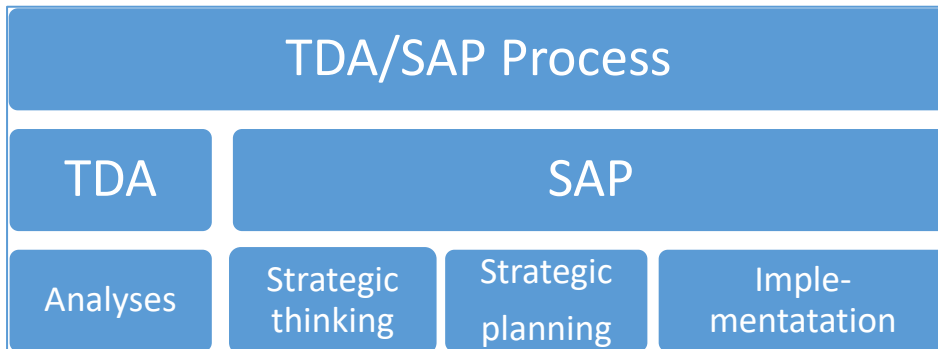 TDA/SAP Process
TDA
SAP
Analyses
Strategic
thinking
Strategic
planning
Imple-
mentatation